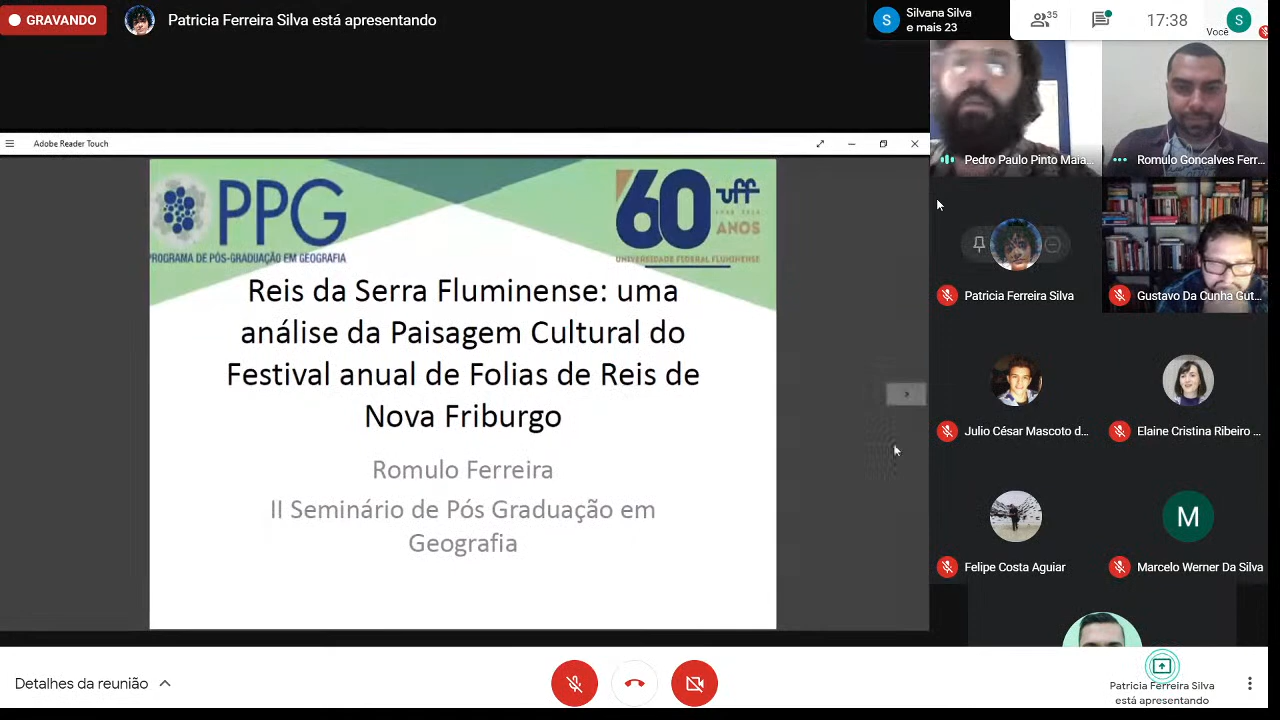 GRAVANDO
Patricia Ferreira Silva está apresentando
S
Silvana Silva
e mais 23
35
17:38
Você
S
Adobe Reader Touch
PPG
PROGRAMA DE PÓS-GRADUAÇÃO EM GEOGRAFIA
60
uff
ANOS
UNIVERSIDADE FEDERAL FLUMINENSE
Reis da Serra Fluminense: uma
análise da Paisagem Cultural do
Festival anual de Folias de Reis de
Nova Friburgo
Romulo Ferreira
II Seminário de Pós Graduação em
Geografia
Pedro Paulo Pinto Maia...
Romulo Goncalves Ferr...
Patricia Ferreira Silva
Gustavo Da Cunha Gut...
Julio César Mascoto d...
Elaine Cristina Ribeiro ...
M
Felipe Costa Aguiar
Marcelo Werner Da Silva
Detalhes da reunião
Patricia Ferreira Silva
está apresentando